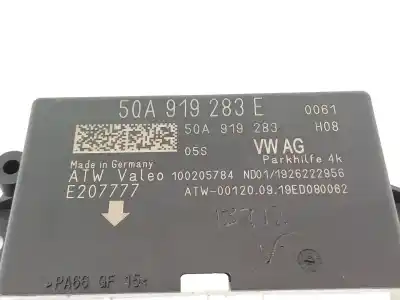 5QA 919 283 E 0061
5QA 919 283 H08
05S VW AG
Parkhilfe 4k
Made in Germany
ATW Valeo 100205784 ND01/1926222956
E207777 ATW-00120.09.19ED080062
>PA66 GF 15<